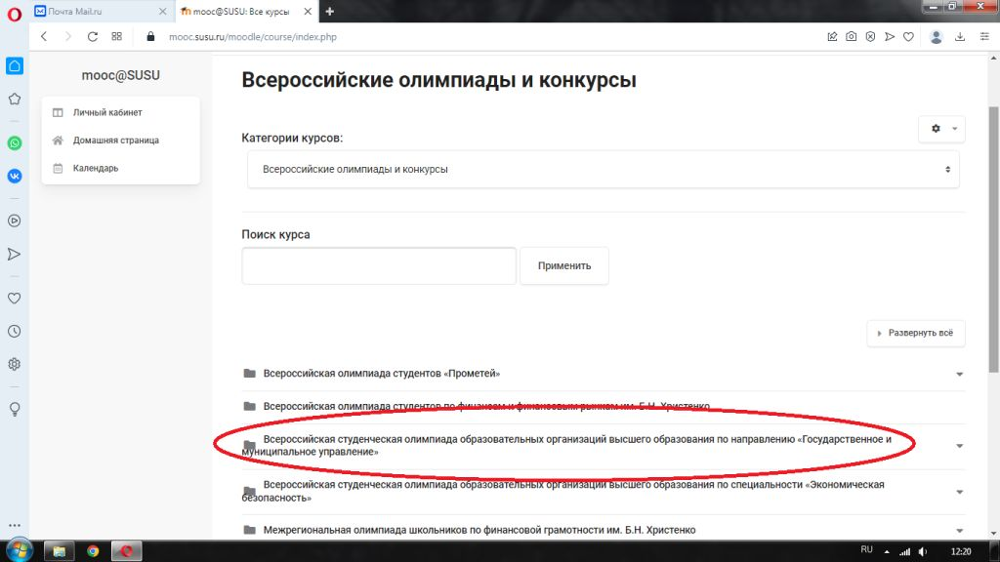 Почта Mail.ru
mooc@SUSU: Все курсы
mooc.susu.ru/moodle/course/index.php
mooc@SUSU
Личный кабинет
Домашняя страница
Календарь
Всероссийские олимпиады и конкурсы
Категории курсов:
Всероссийские олимпиады и конкурсы
Поиск курса
Применить
Развернуть всё
Всероссийская олимпиада студентов «Прометей»
Всероссийская олимпиада студентов по финансам и финансовым рынкам им. Б.Н. Христенко
Всероссийская студенческая олимпиада образовательных организаций высшего образования по направлению «Государственное и
муниципальное управление»
Всероссийская студенческая олимпиада образовательных организаций высшего образования по специальности «Экономическая
безопасность»
Межрегиональная олимпиада школьников по финансовой грамотности им. Б.Н. Христенко
RU
12:20